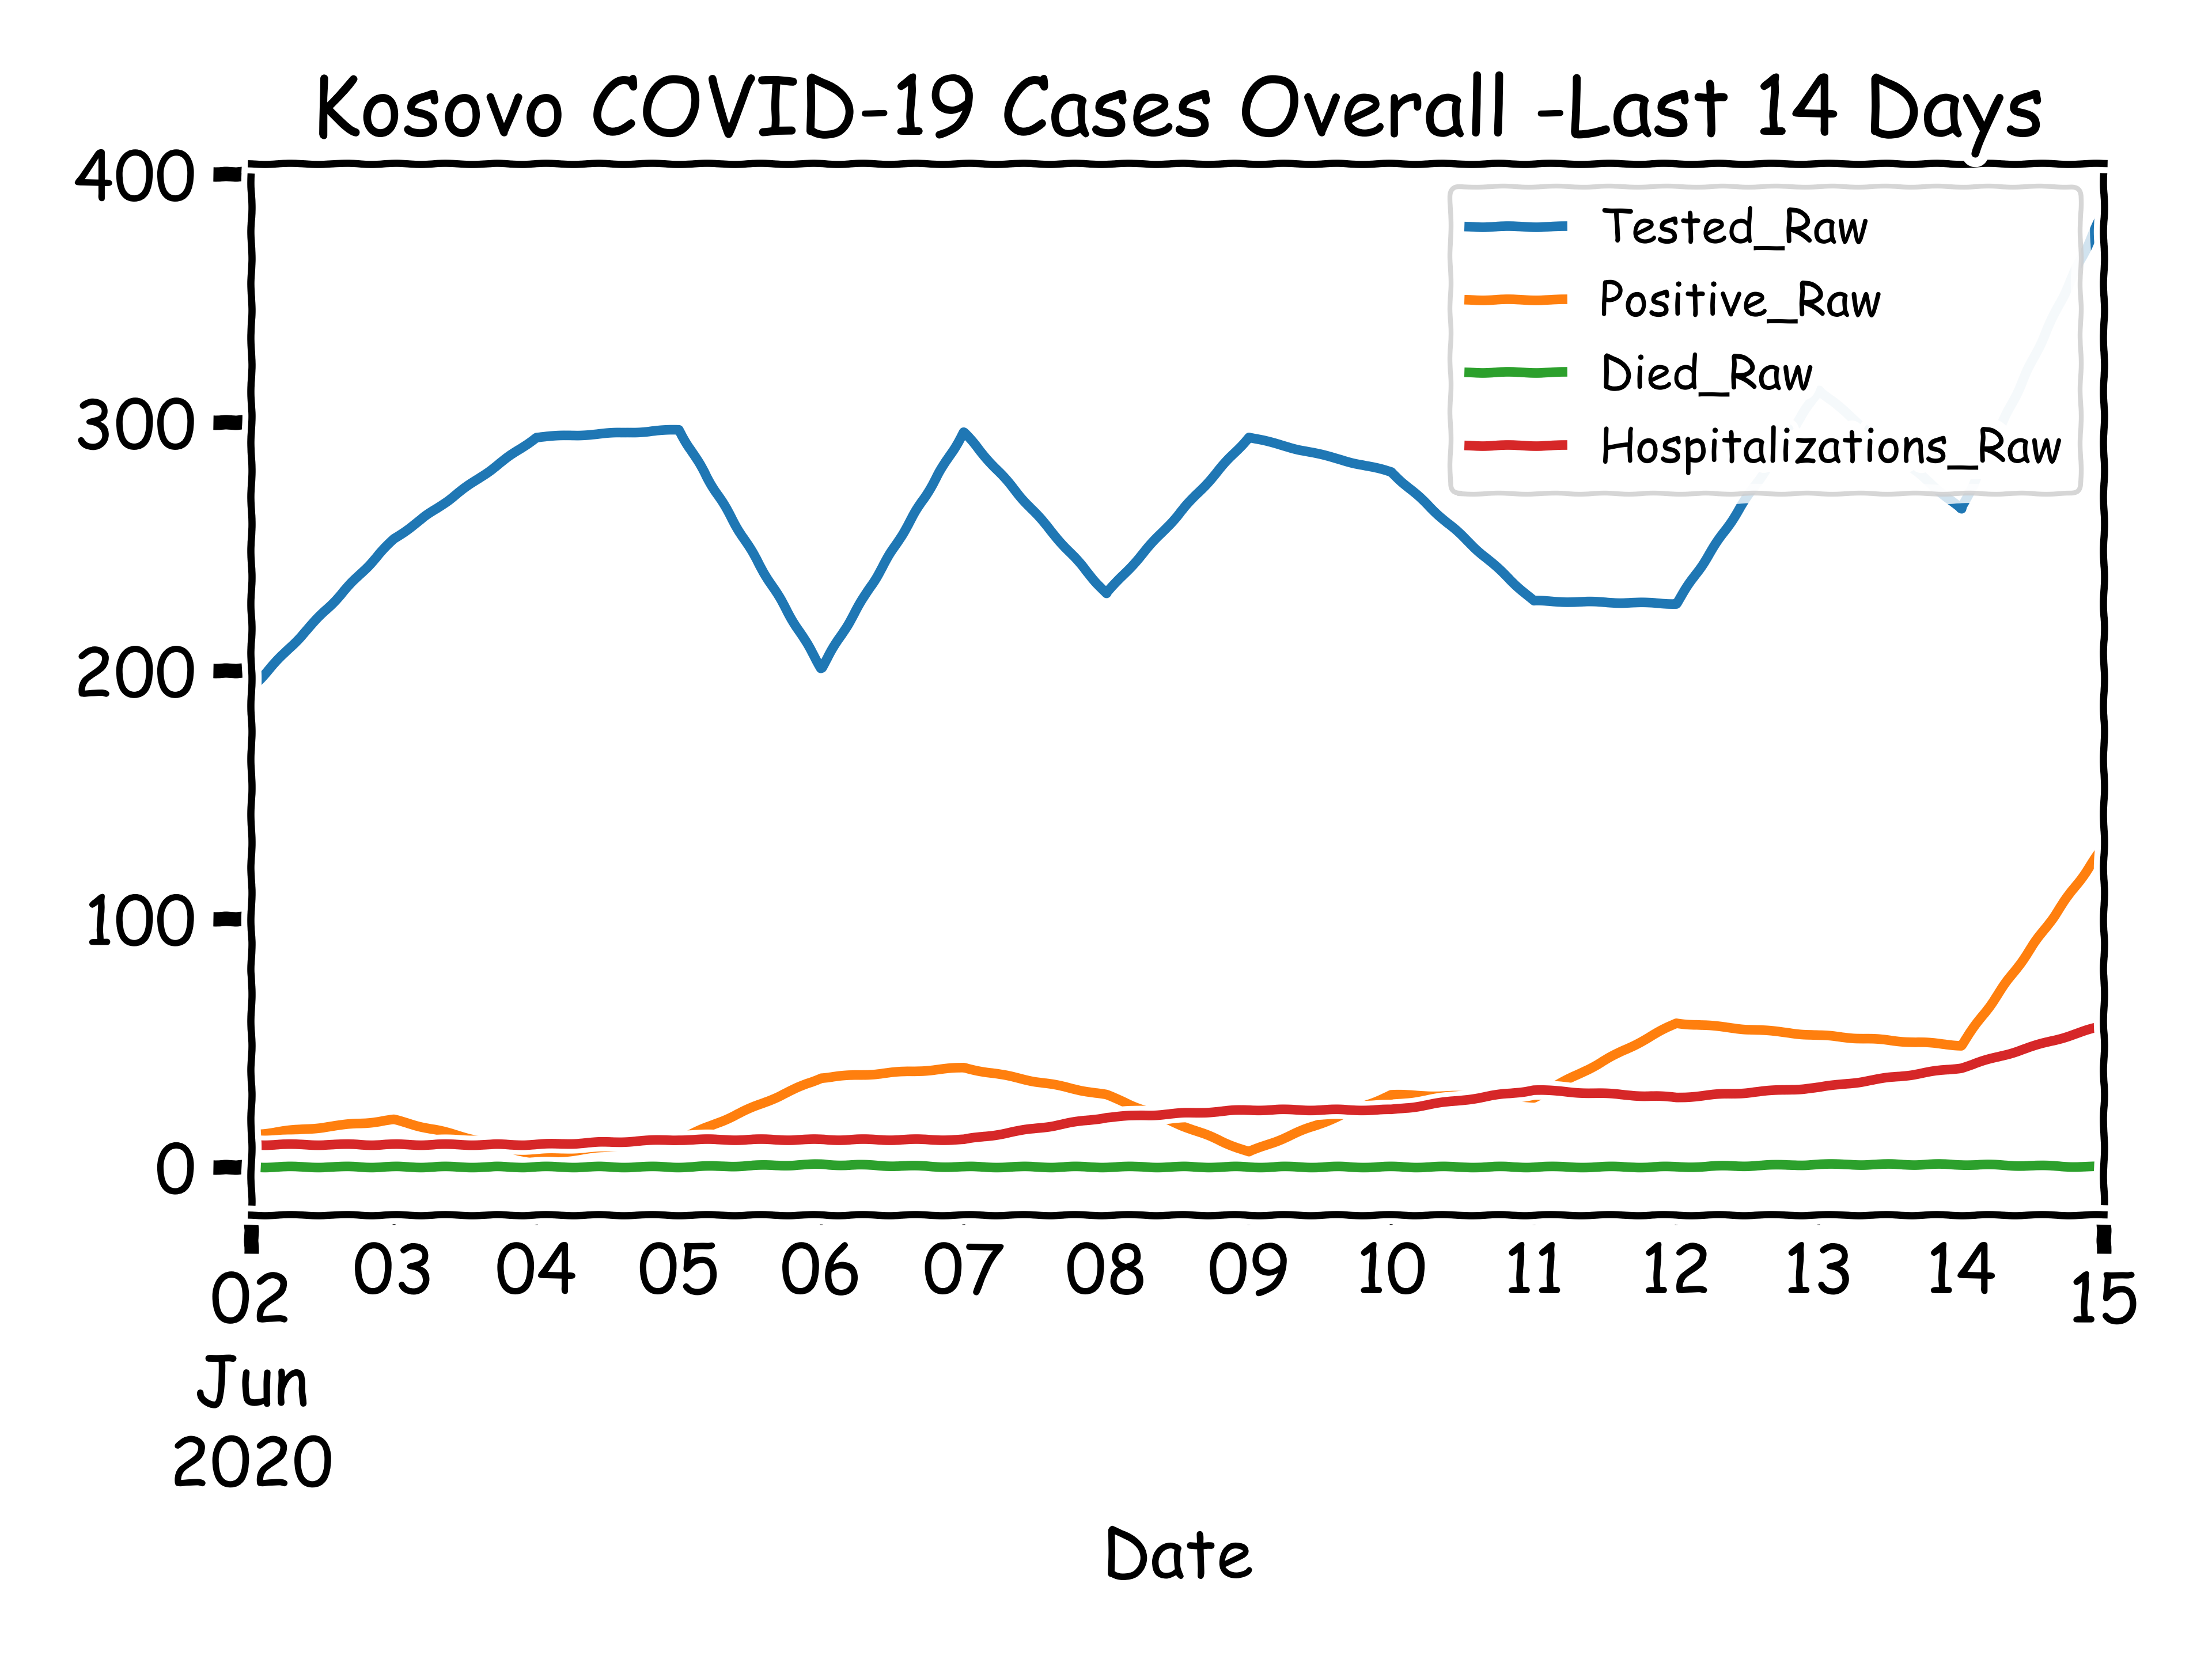 Kosovo COVID-19 Cases Overall -Last 14 Days
400
300
200
100
0
Tested_Raw
Positive_Raw
Died_Raw
Hospitalizations_Raw
02 03 04 05 06 07 08 09 10 11 12 13 14 15
Jun
2020
Date